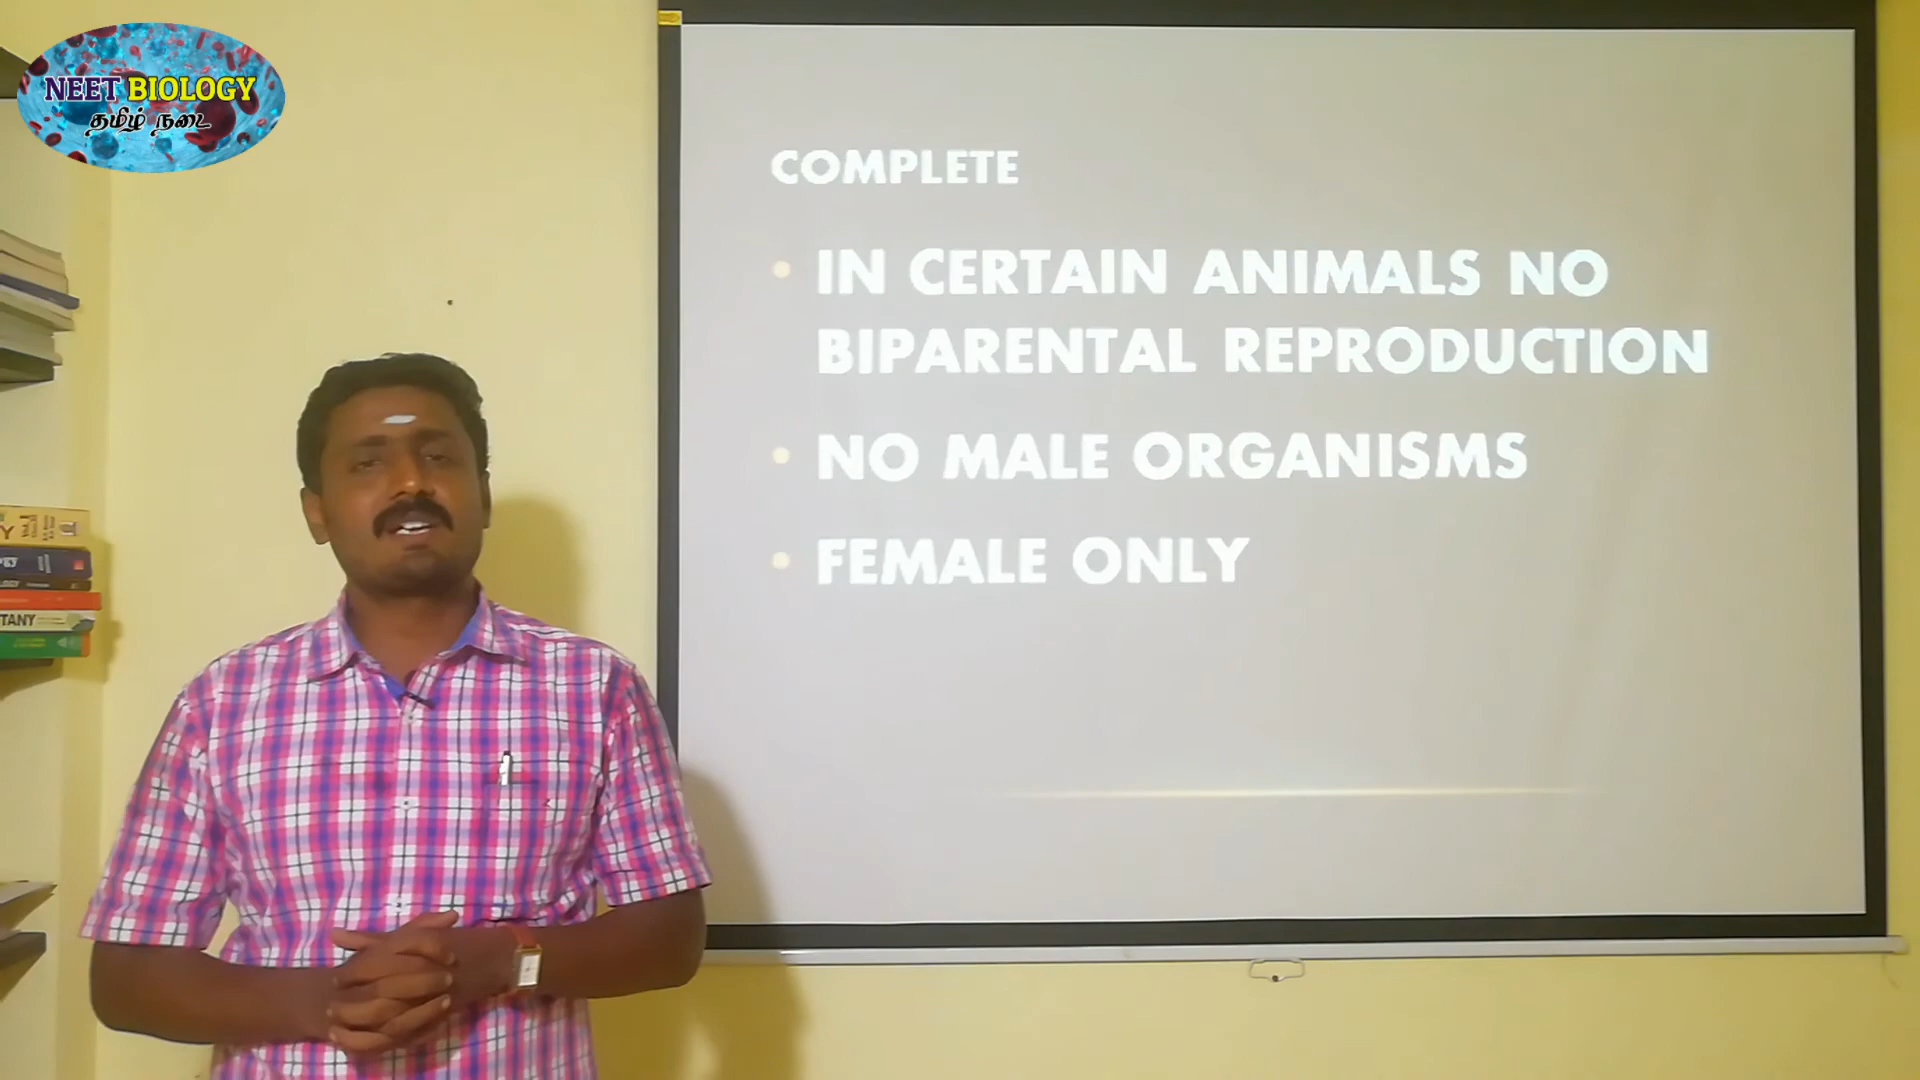 NEET BIOLOGY
தமிழ் நடை
COMPLETE
• IN CERTAIN ANIMALS NO
BIPARENTAL REPRODUCTION
• NO MALE ORGANISMS
• FEMALE ONLY
TANY